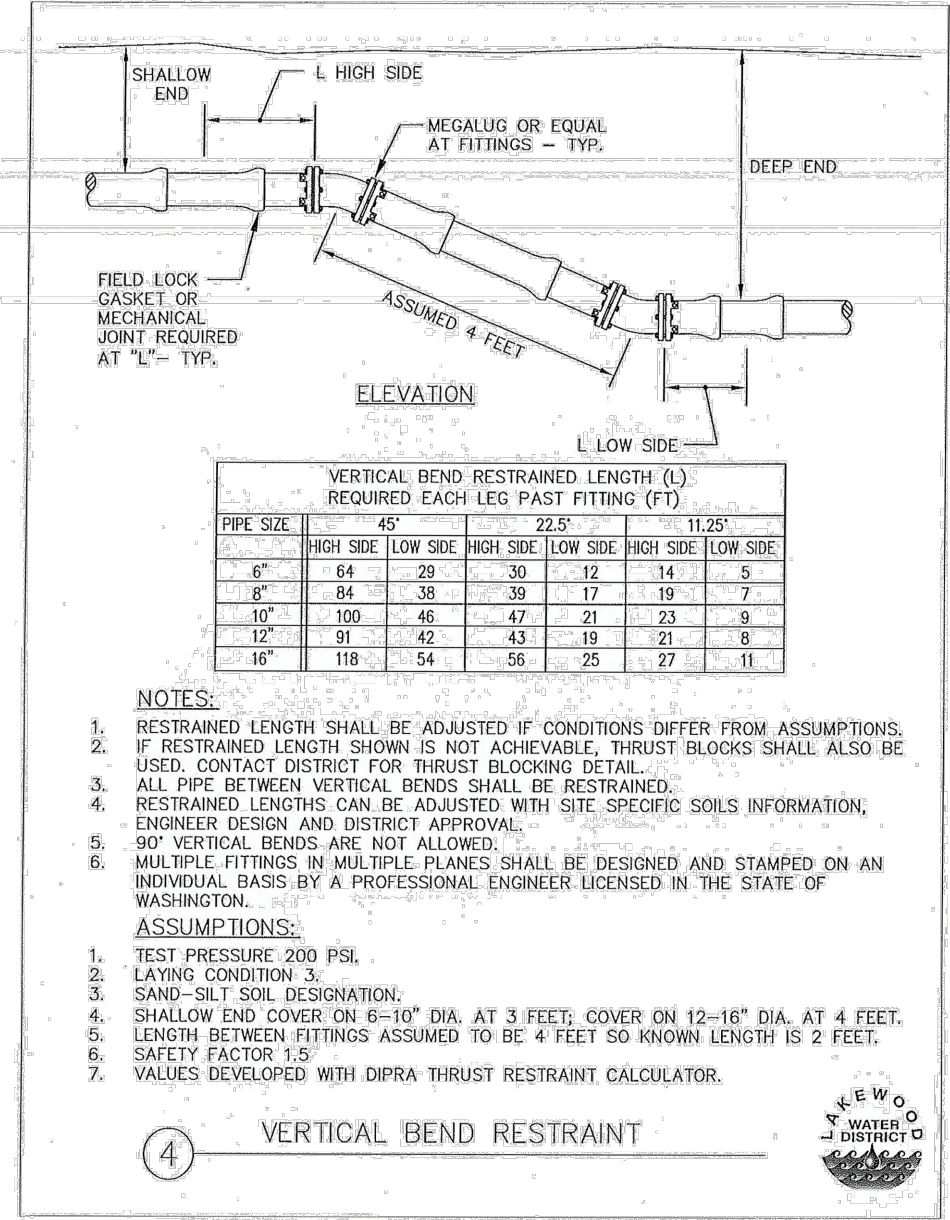 SHALLOW
END
L HIGH SIDE
MEGALUG OR EQUAL
AT FITTINGS – TYP.
DEEP END
FIELD LOCK
GASKET OR
MECHANICAL
JOINT REQUIRED
AT "L"– TYP.
ASSUMED 4 FEET
ELEVATION
L LOW SIDE
VERTICAL BEND RESTRAINED LENGTH (L)
REQUIRED EACH LEG PAST FITTING (FT)
PIPE SIZE 45° 22.5° 11.25°
HIGH SIDE LOW SIDE HIGH SIDE LOW SIDE HIGH SIDE LOW SIDE
6" 64 29 30 12 14 5
8" 84 38 39 17 19 7
10" 100 46 47 21 23 9
12" 91 42 43 19 21 8
16" 118 54 56 25 27 11
NOTES:
1. RESTRAINED LENGTH SHALL BE ADJUSTED IF CONDITIONS DIFFER FROM ASSUMPTIONS.
2. IF RESTRAINED LENGTH SHOWN IS NOT ACHIEVABLE, THRUST BLOCKS SHALL ALSO BE
USED. CONTACT DISTRICT FOR THRUST BLOCKING DETAIL.
3. ALL PIPE BETWEEN VERTICAL BENDS SHALL BE RESTRAINED.
4. RESTRAINED LENGTHS CAN BE ADJUSTED WITH SITE SPECIFIC SOILS INFORMATION,
ENGINEER DESIGN AND DISTRICT APPROVAL.
5. 90° VERTICAL BENDS ARE NOT ALLOWED.
6. MULTIPLE FITTINGS IN MULTIPLE PLANES SHALL BE DESIGNED AND STAMPED ON AN
INDIVIDUAL BASIS BY A PROFESSIONAL ENGINEER LICENSED IN THE STATE OF
WASHINGTON.
ASSUMPTIONS:
1. TEST PRESSURE 200 PSI.
2. LAYING CONDITION 3.
3. SAND–SILT SOIL DESIGNATION.
4. SHALLOW END COVER ON 6–10" DIA. AT 3 FEET; COVER ON 12–16" DIA. AT 4 FEET.
5. LENGTH BETWEEN FITTINGS ASSUMED TO BE 4 FEET SO KNOWN LENGTH IS 2 FEET.
6. SAFETY FACTOR 1.5
7. VALUES DEVELOPED WITH DIPRA THRUST RESTRAINT CALCULATOR.
4 VERTICAL BEND RESTRAINT
LAKEWOOD
WATER
DISTRICT